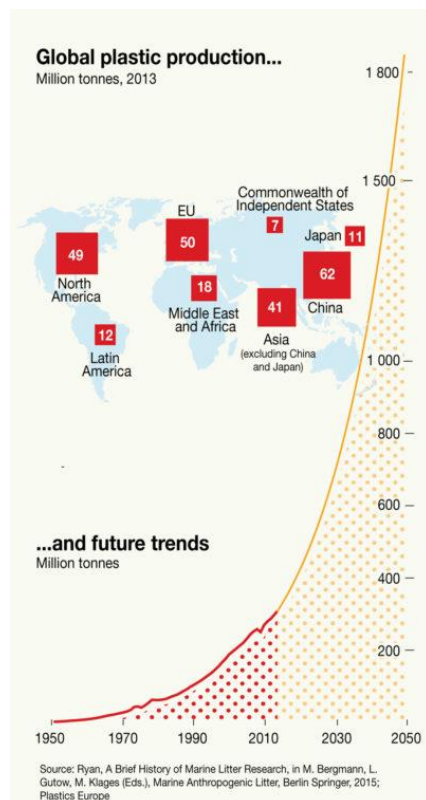 Global plastic production...
Million tonnes, 2013
1 800
1 500
Commonwealth of
Independent States
7
EU
50
Japan 11
49
North
America
18
Middle East
and Africa
62
China
41
Asia
(excluding China
and Japan)
12
Latin
America
1 000
800
600
...and future trends
Million tonnes
400
200
1950 1970 1990 2010 2030 2050
Source: Ryan, A Brief History of Marine Litter Research, in M. Bergmann, L.
Gutow, M. Klages (Eds.), Marine Anthropogenic Litter, Berlin Springer, 2015;
Plastics Europe